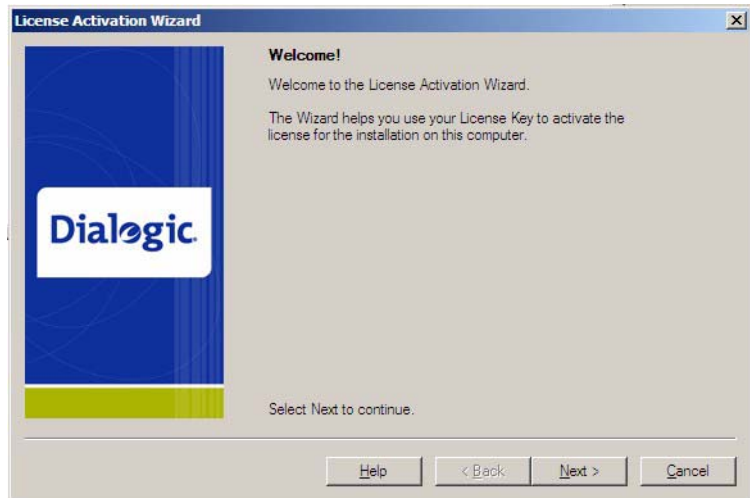 License Activation Wizard
Welcome!
Welcome to the License Activation Wizard.
The Wizard helps you use your License Key to activate the
license for the installation on this computer.
Dialogic®
Select Next to continue.
Help
< Back
Next >
Cancel